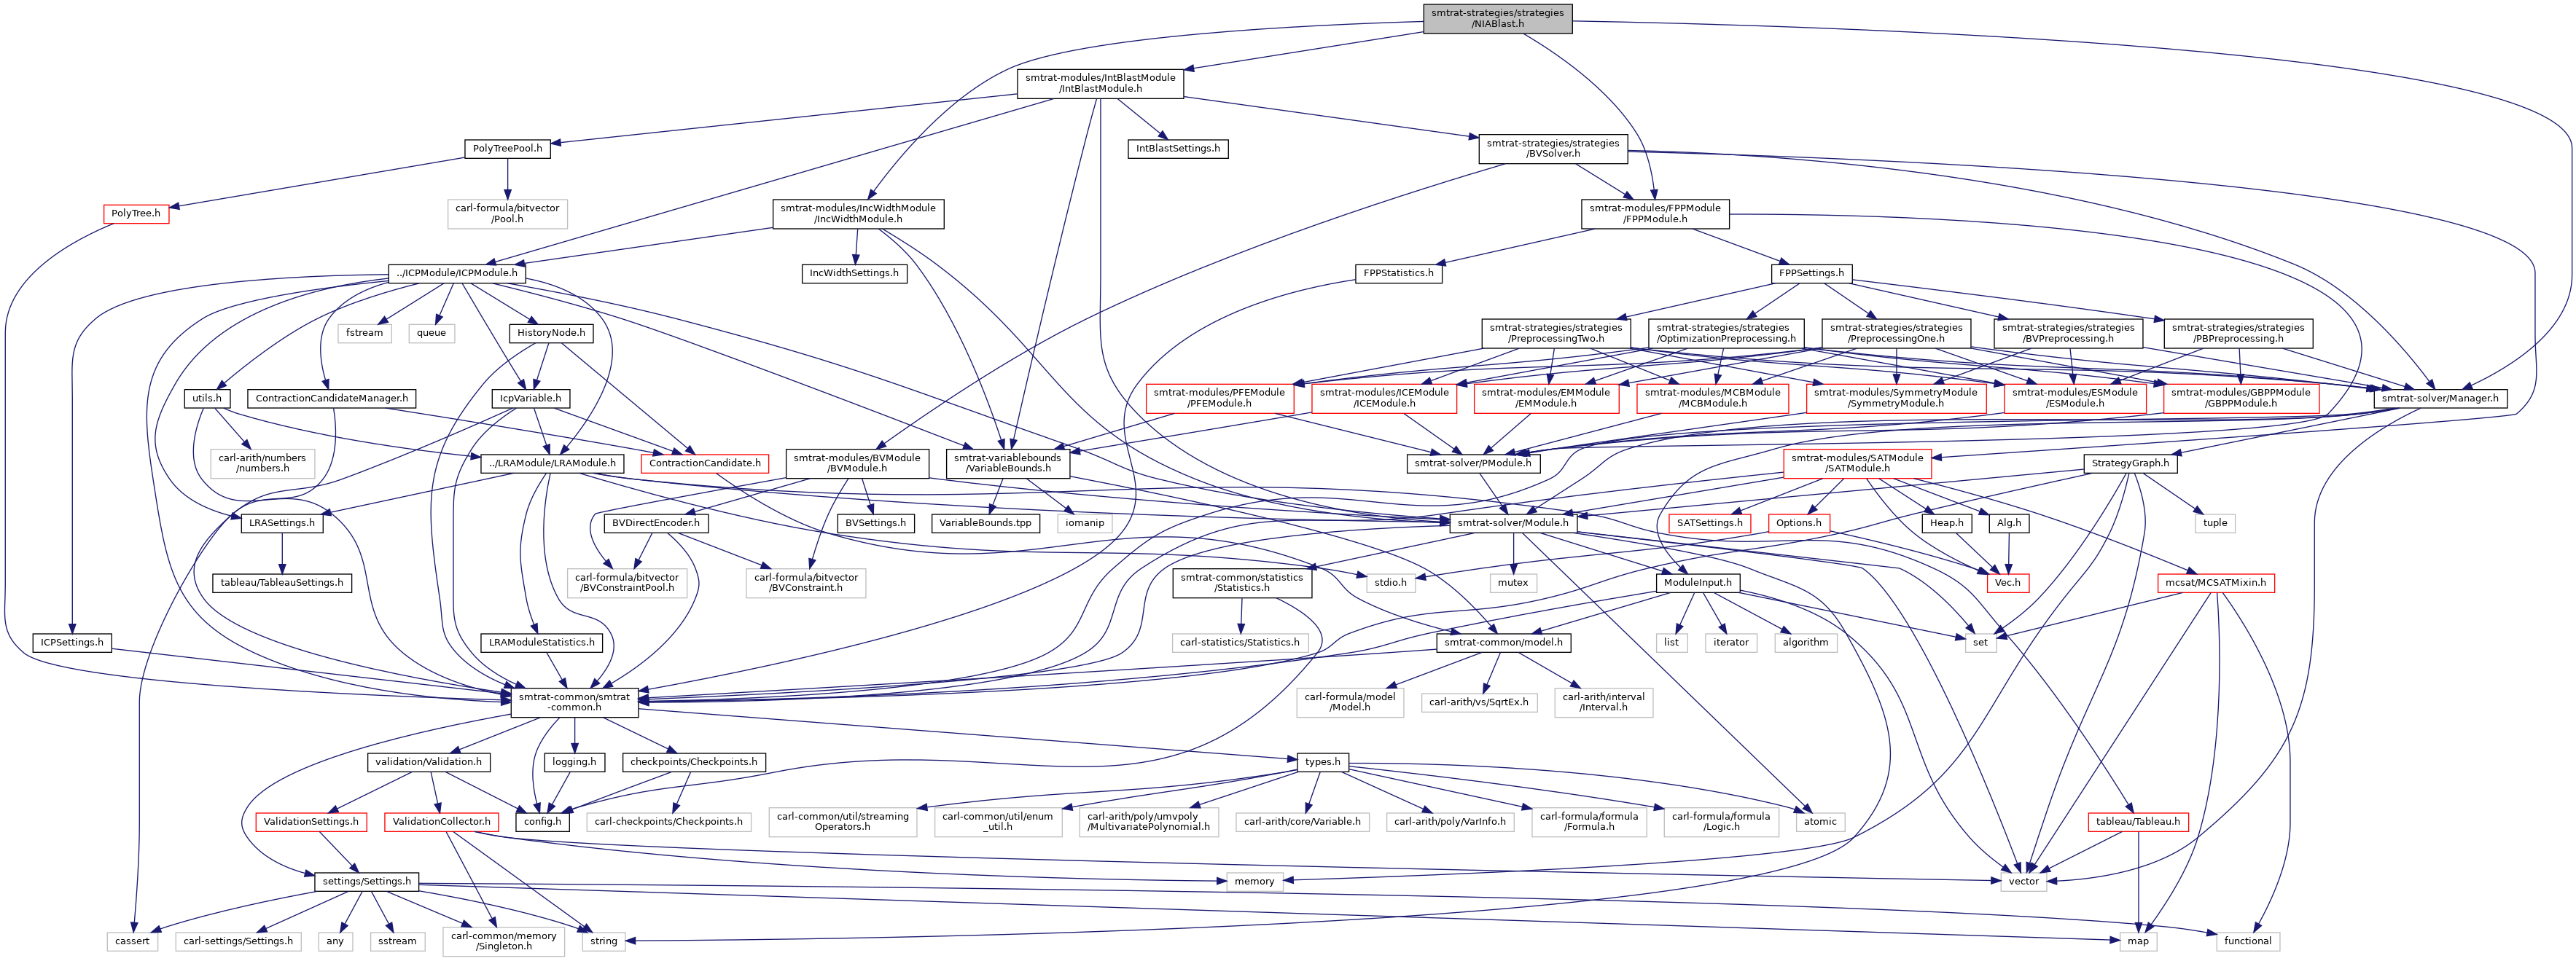 smtrat-strategies/strategies
/NIABlast.h
smtrat-modules/IntBlastModule
/IntBlastModule.h
PolyTreePool.h
IntBlastSettings.h
smtrat-strategies/strategies
/BVSolver.h
PolyTree.h
carl-formula/bitvector
/Pool.h
smtrat-modules/IncWidthModule
/IncWidthModule.h
smtrat-modules/FPPModule
/FPPModule.h
../ICPModule/ICPModule.h
IncWidthSettings.h
FPPStatistics.h
FPPSettings.h
fstream
queue
HistoryNode.h
smtrat-strategies/strategies
/PreprocessingTwo.h
smtrat-strategies/strategies
/OptimizationPreprocessing.h
smtrat-strategies/strategies
/PreprocessingOne.h
smtrat-strategies/strategies
/BVPreprocessing.h
smtrat-strategies/strategies
/PBPreprocessing.h
utils.h
ContractionCandidateManager.h
IcpVariable.h
smtrat-modules/PFEModule
/PFEModule.h
smtrat-modules/ICEModule
/ICEModule.h
smtrat-modules/EMModule
/EMModule.h
smtrat-modules/MCBModule
/MCBModule.h
smtrat-modules/SymmetryModule
/SymmetryModule.h
smtrat-modules/ESModule
/ESModule.h
smtrat-modules/GBPPModule
/GBPPModule.h
smtrat-solver/Manager.h
carl-arith/numbers
/numbers.h
../LRAModule/LRAModule.h
ContractionCandidate.h
smtrat-modules/BVModule
/BVModule.h
smtrat-variablebounds
/VariableBounds.h
smtrat-solver/PModule.h
smtrat-modules/SATModule
/SATModule.h
StrategyGraph.h
LRASettings.h
BVDirectEncoder.h
BVSettings.h
VariableBounds.tpp
iomanip
smtrat-solver/Module.h
SATSettings.h
Options.h
Heap.h
Alg.h
tuple
tableau/TableauSettings.h
carl-formula/bitvector
/BVConstraintPool.h
carl-formula/bitvector
/BVConstraint.h
smtrat-common/statistics
/Statistics.h
stdio.h
mutex
ModuleInput.h
Vec.h
mcsat/MCSATMixin.h
ICPSettings.h
LRAModuleStatistics.h
carl-statistics/Statistics.h
smtrat-common/model.h
list
iterator
algorithm
set
smtrat-common/smtrat
-common.h
carl-formula/model
/Model.h
carl-arith/vs/SqrtEx.h
carl-arith/interval
/Interval.h
validation/Validation.h
logging.h
checkpoints/Checkpoints.h
types.h
ValidationSettings.h
ValidationCollector.h
config.h
carl-checkpoints/Checkpoints.h
carl-common/util/streaming
Operators.h
carl-common/util/enum
_util.h
carl-arith/poly/umvpoly
/MultivariatePolynomial.h
carl-arith/core/Variable.h
carl-arith/poly/VarInfo.h
carl-formula/formula
/Formula.h
carl-formula/formula
/Logic.h
atomic
tableau/Tableau.h
settings/Settings.h
memory
vector
cassert
carl-settings/Settings.h
any
sstream
carl-common/memory
/Singleton.h
string
map
functional